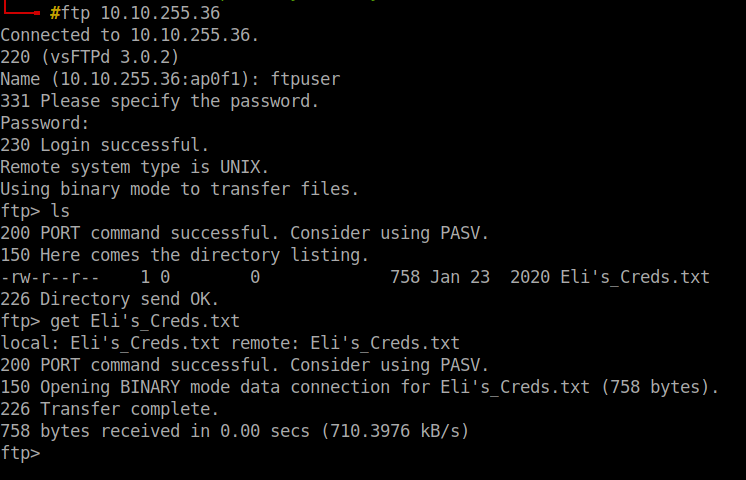 #ftp 10.10.255.36
Connected to 10.10.255.36.
220 (vsFTPd 3.0.2)
Name (10.10.255.36:ap0f1): ftpuser
331 Please specify the password.
Password:
230 Login successful.
Remote system type is UNIX.
Using binary mode to transfer files.
ftp> ls
200 PORT command successful. Consider using PASV.
150 Here comes the directory listing.
-rw-r--r--    1 0        0             758 Jan 23  2020 Eli's_Creds.txt
226 Directory send OK.
ftp> get Eli's_Creds.txt
local: Eli's_Creds.txt remote: Eli's_Creds.txt
200 PORT command successful. Consider using PASV.
150 Opening BINARY mode data connection for Eli's_Creds.txt (758 bytes).
226 Transfer complete.
758 bytes received in 0.00 secs (710.3976 kB/s)
ftp>